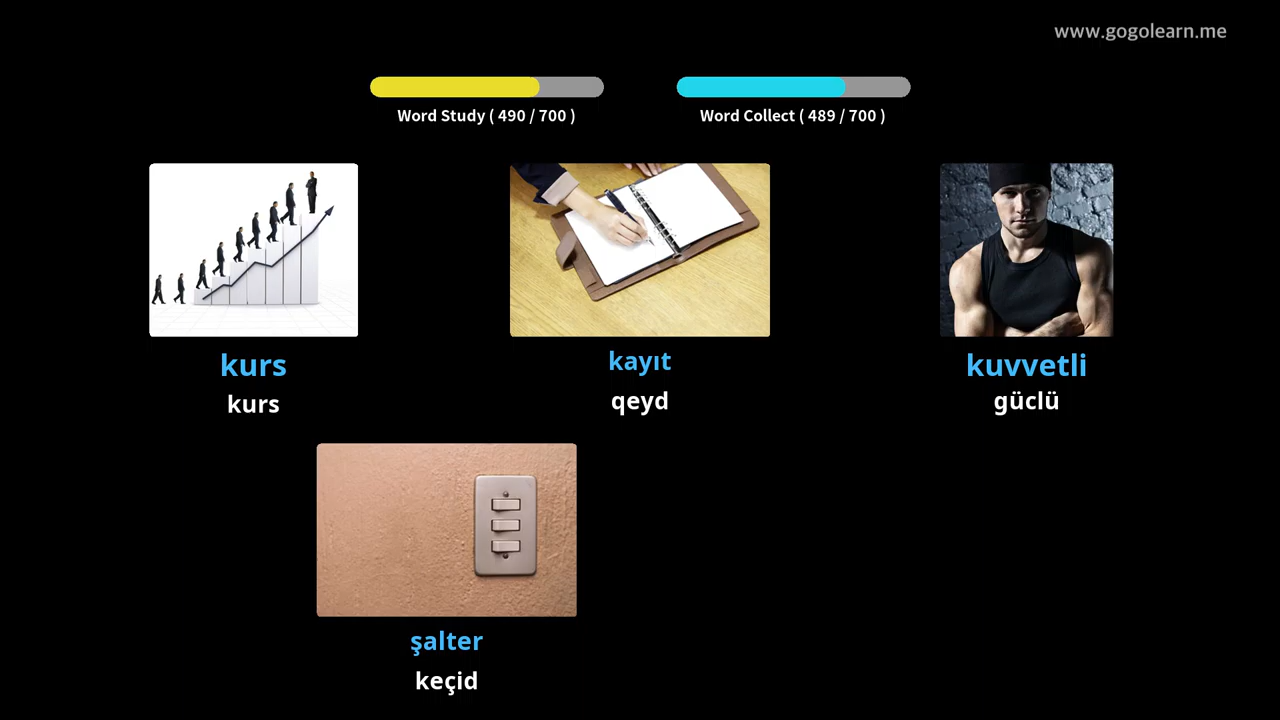 www.gogolearn.me
Word Study ( 490 / 700 )
Word Collect ( 489 / 700 )
kurs
kurs
kayıt
qeyd
kuvvetli
güclü
şalter
keçid